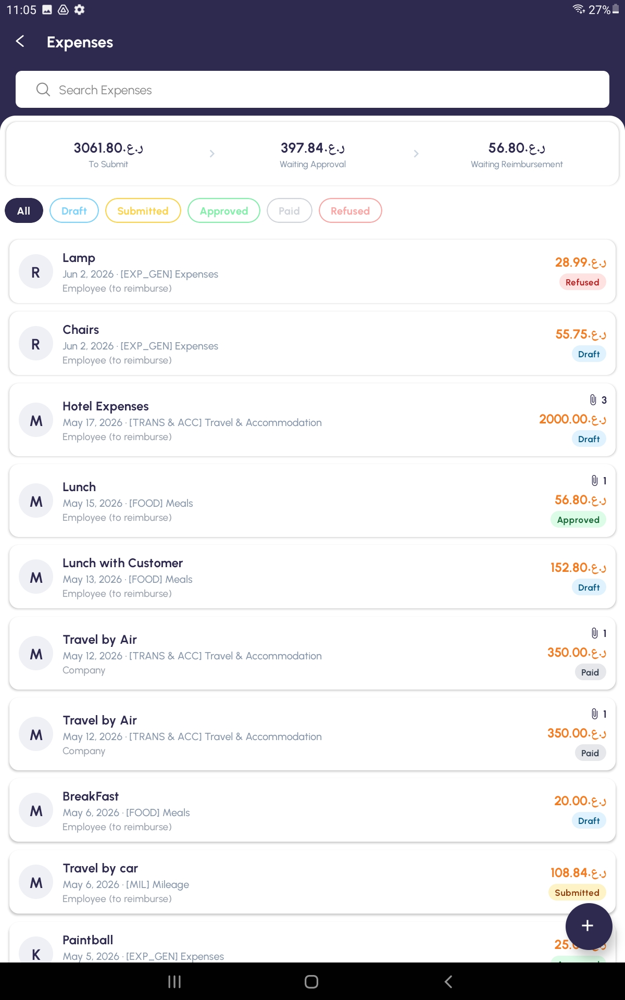 11:05 27%
Expenses
Search Expenses
3061.80ر.ع.
To Submit
397.84ر.ع.
Waiting Approval
56.80ر.ع.
Waiting Reimbursement
All Draft Submitted Approved Paid Refused
R
Lamp
Jun 2, 2026 · [EXP_GEN] Expenses
Employee (to reimburse)
28.99ر.ع.
Refused
R
Chairs
Jun 2, 2026 · [EXP_GEN] Expenses
Employee (to reimburse)
55.75ر.ع.
Draft
M
Hotel Expenses
May 17, 2026 · [TRANS & ACC] Travel & Accommodation
Employee (to reimburse)
3
2000.00ر.ع.
Draft
M
Lunch
May 15, 2026 · [FOOD] Meals
Employee (to reimburse)
1
56.80ر.ع.
Approved
M
Lunch with Customer
May 13, 2026 · [FOOD] Meals
Employee (to reimburse)
152.80ر.ع.
Draft
M
Travel by Air
May 12, 2026 · [TRANS & ACC] Travel & Accommodation
Company
1
350.00ر.ع.
Paid
M
Travel by Air
May 12, 2026 · [TRANS & ACC] Travel & Accommodation
Company
1
350.00ر.ع.
Paid
M
BreakFast
May 6, 2026 · [FOOD] Meals
Employee (to reimburse)
20.00ر.ع.
Draft
M
Travel by car
May 6, 2026 · [MIL] Mileage
Employee (to reimburse)
108.84ر.ع.
Submitted
K
Paintball
May 5, 2026 · [EXP_GEN] Expenses